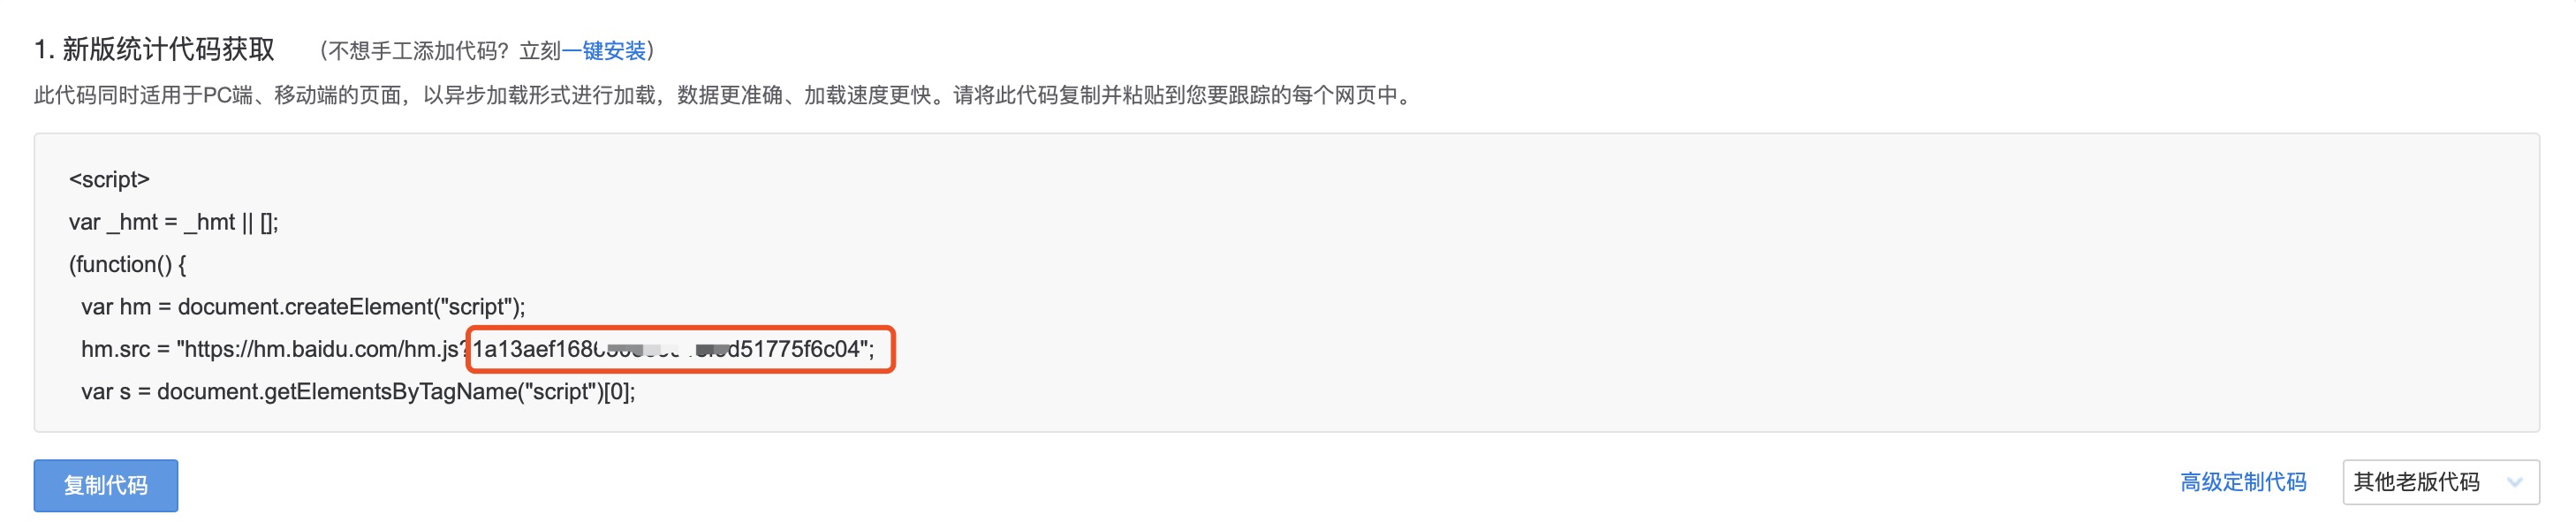 1. 新版统计代码获取 （不想手工添加代码？立刻一键安装）
此代码同时适用于PC端、移动端的页面，以异步加载形式进行加载，数据更准确、加载速度更快。请将此代码复制并粘贴到您要跟踪的每个网页中。
<script>
var _hmt = _hmt || [];
(function() {
var hm = document.createElement("script");
hm.src = "https://hm.baidu.com/hm.js?1a13aef168 d51775f6c04";
var s = document.getElementsByTagName("script")[0];
复制代码
高级定制代码
其他老版代码